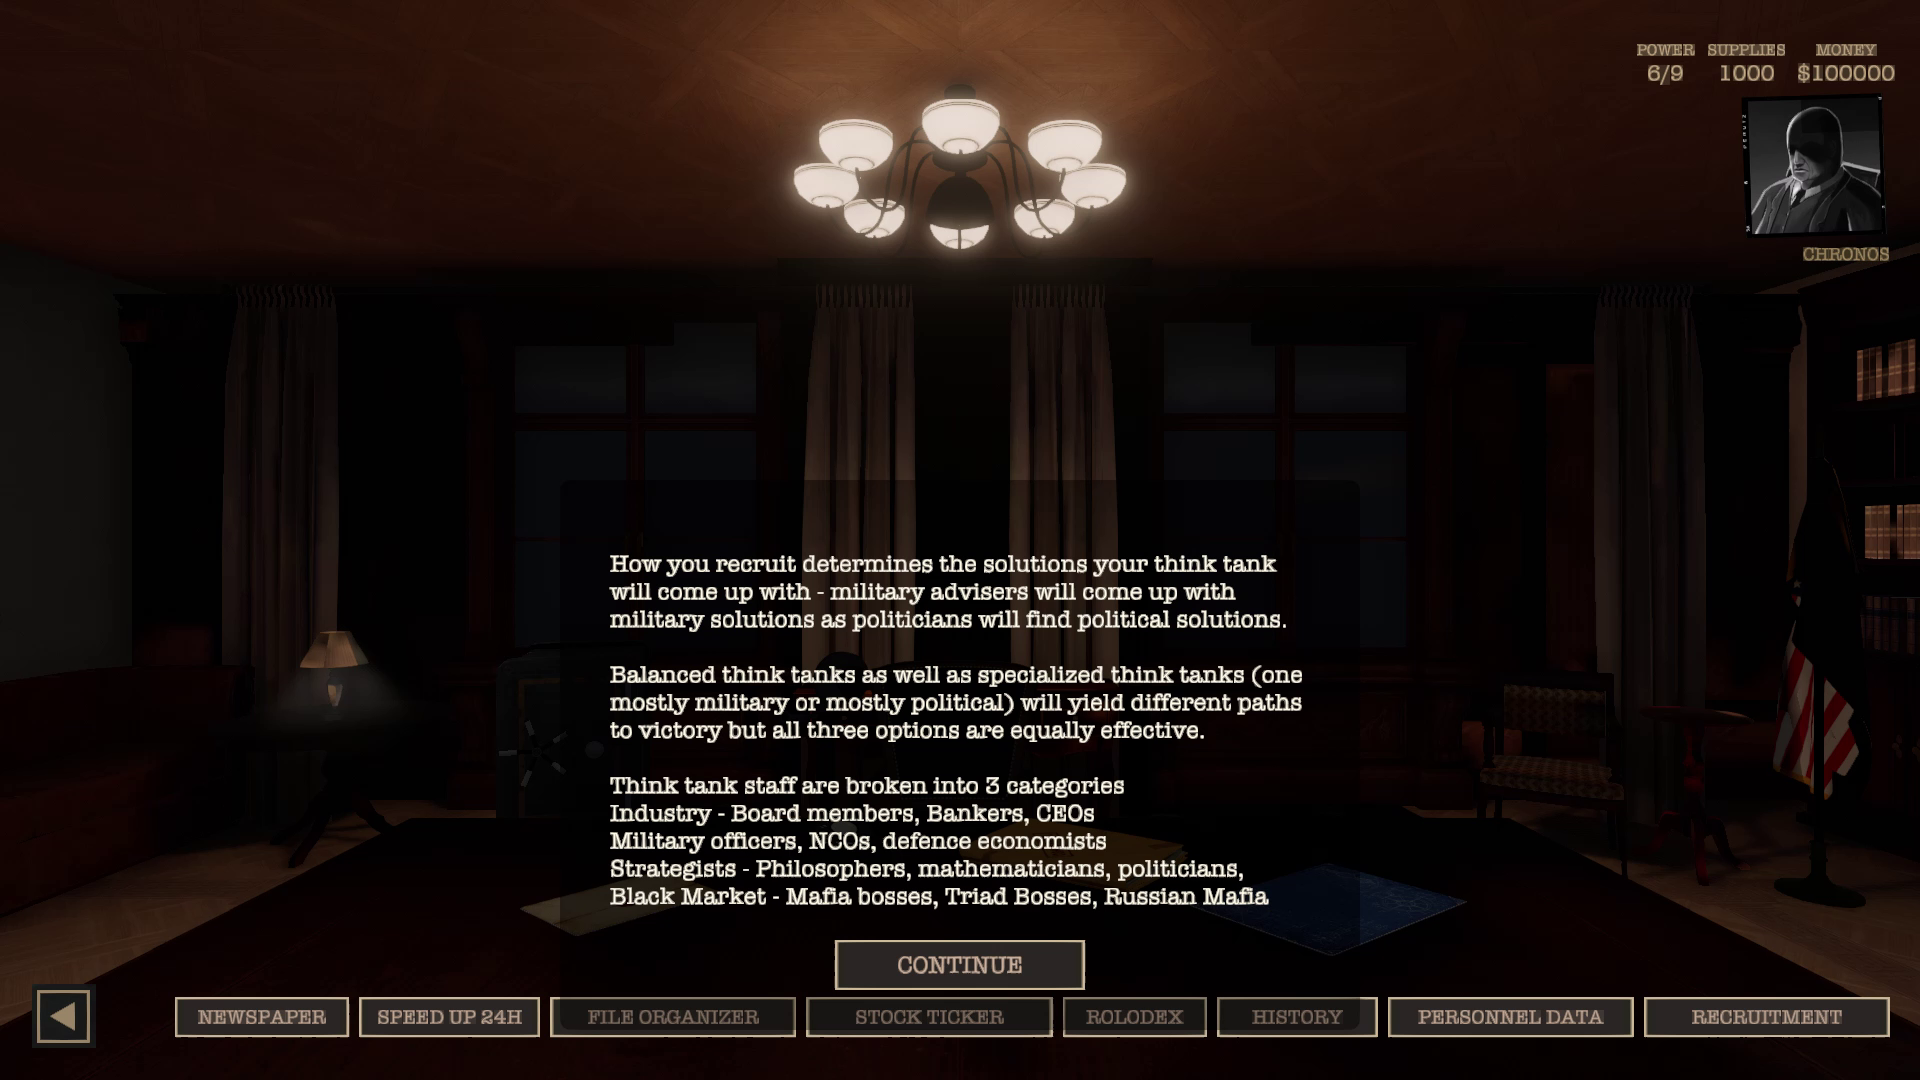 POWER SUPPLIES MONEY
6/9 1000 $100000
CHRONOS
How you recruit determines the solutions your think tank
will come up with - military advisers will come up with
military solutions as politicians will find political solutions.
Balanced think tanks as well as specialized think tanks (one
mostly military or mostly political) will yield different paths
to victory but all three options are equally effective.
Think tank staff are broken into 3 categories
Industry - Board members, Bankers, CEOs
Military officers, NCOs, defence economists
Strategists - Philosophers, mathematicians, politicians,
Black Market - Mafia bosses, Triad Bosses, Russian Mafia
CONTINUE
NEWSPAPER SPEED UP 24H FILE ORGANIZER STOCK TICKER ROLODEX HISTORY PERSONNEL DATA RECRUITMENT